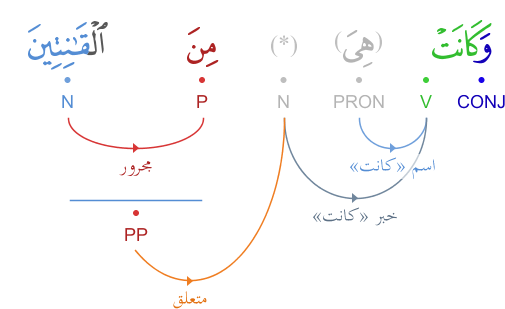 وَكَانَتْ (هِىَ) (*) مِنَ ٱلْقَٰنِتِينَ
CONJ V PRON N P N
اسم «كانت» مجرور
خبر «كانت»
PP
متعلق